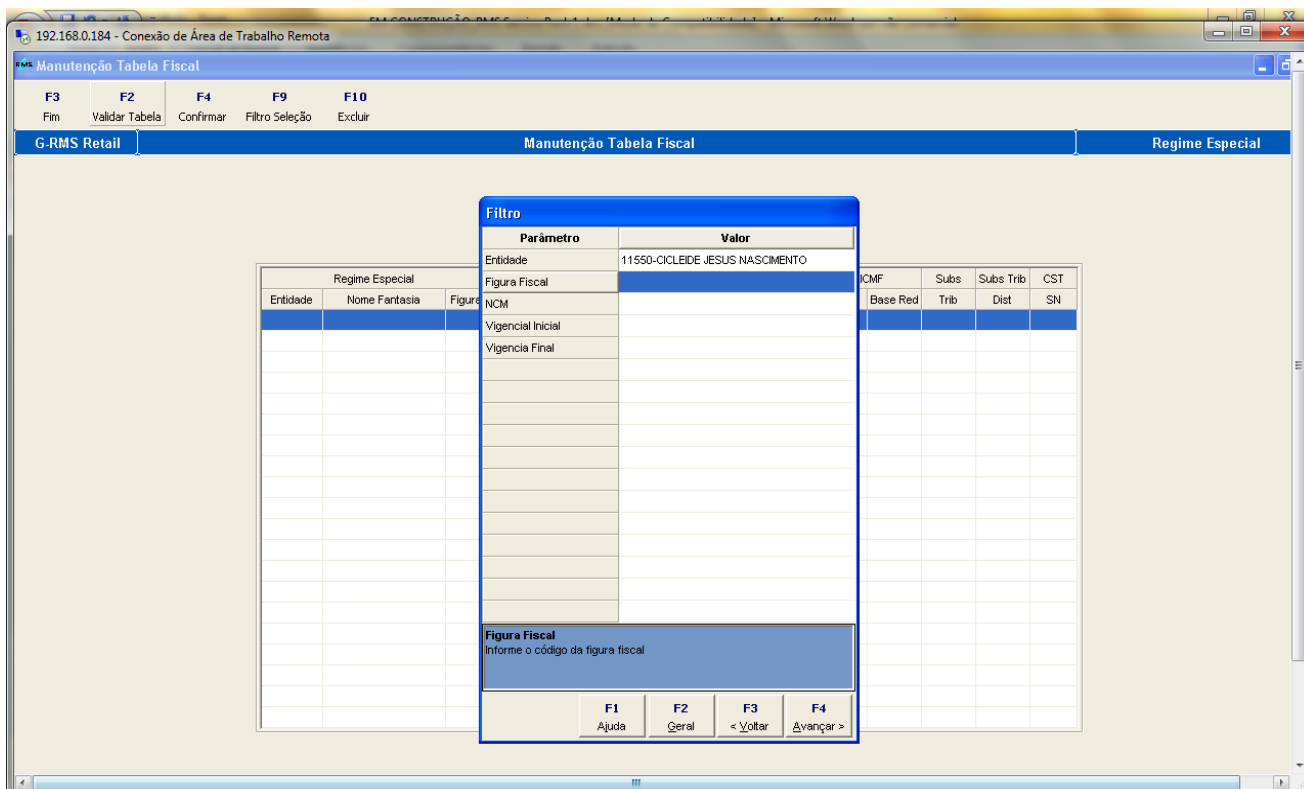 192.168.0.184 - Conexão de Área de Trabalho Remota
RMS Manutenção Tabela Fiscal
F3 F2 F4 F9 F10
Fim Validar Tabela Confirmar Filtro Seleção Excluir
G-RMS Retail Manutenção Tabela Fiscal Regime Especial
Filtro
Parâmetro Valor
Entidade 11550-CICLEIDE JESUS NASCIMENTO
Figura Fiscal
NCM
Vigencial Inicial
Vigencia Final
Regime Especial ICMF Subs Subs Trib CST
Entidade Nome Fantasia Figura Base Red Trib Dist SN
Figura Fiscal
Informe o código da figura fiscal
F1 F2 F3 F4
Ajuda Geral < Voltar Avançar >